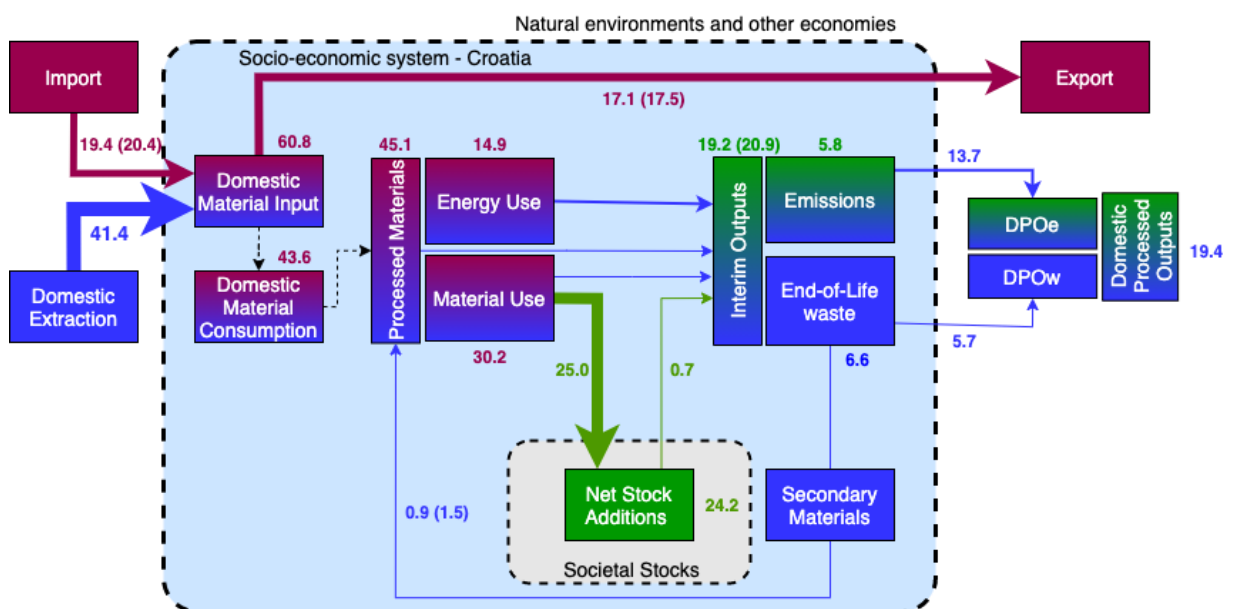 Natural environments and other economies
Socio-economic system - Croatia
Import
Export
17.1 (17.5)
19.4 (20.4)
60.8
45.1
14.9
19.2 (20.9)
5.8
13.7
Domestic
Material Input
Processed Materials
Energy Use
Interim Outputs
Emissions
DPOe
Domestic
Processed
Outputs
19.4
41.4
43.6
Domestic
Extraction
Domestic
Material
Consumption
Material Use
End-of-Life
waste
DPOw
30.2
25.0
0.7
6.6
5.7
Net Stock
Additions
24.2
Secondary
Materials
0.9 (1.5)
Societal Stocks